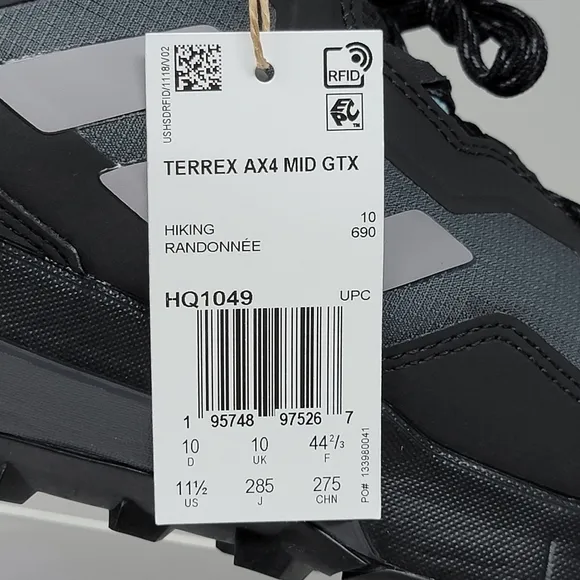 USHSDRFID/1118/V02
RFID
EPC™
TERREX AX4 MID GTX
HIKING 10
RANDONNÉE 690
HQ1049 UPC
1 95748 97526 7
10 10 44²/₃
D UK F
11½ 285 275
US J CHN
PO# 133980041